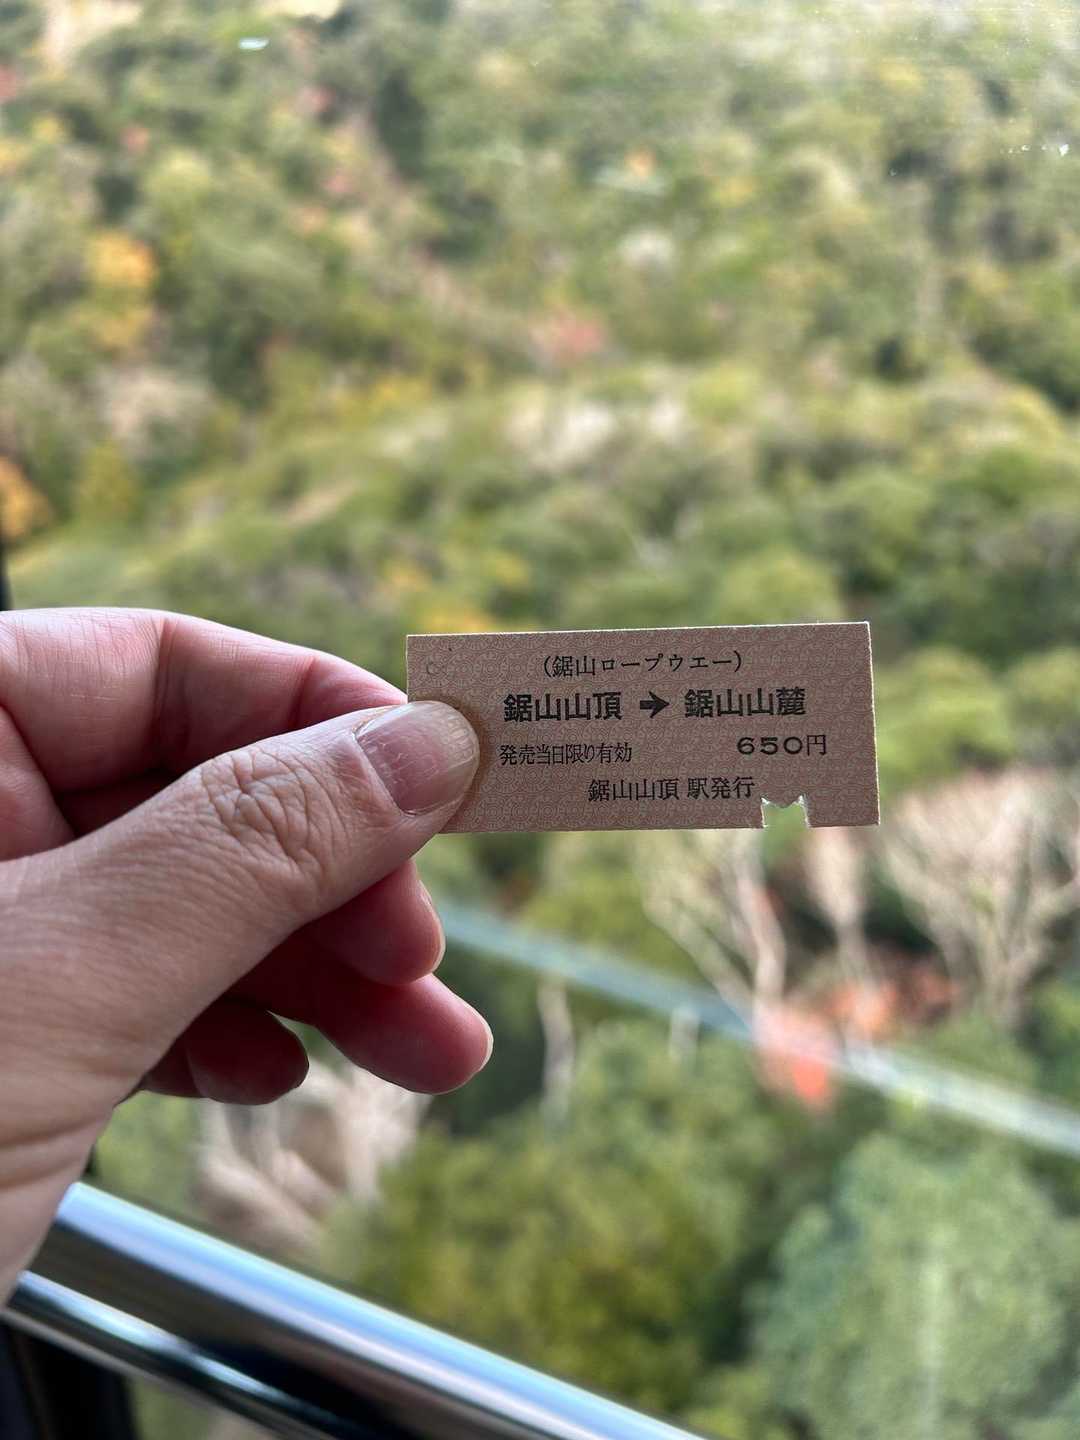 (鋸山ロープウエー)
鋸山山頂 ➔ 鋸山山麓
発売当日限り有効 650円
鋸山山頂 駅発行